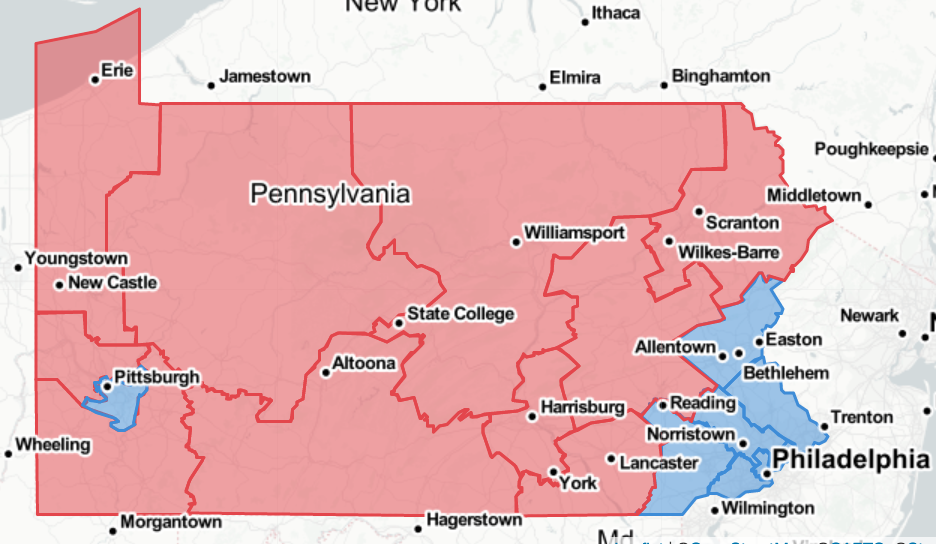 New York
Ithaca
Erie
Jamestown
Elmira
Binghamton
Poughkeepsie
Pennsylvania
Middletown
Scranton
Williamsport
Wilkes-Barre
Youngstown
New Castle
State College
Newark
Easton
Allentown
Altoona
Bethlehem
Pittsburgh
Reading
Harrisburg
Trenton
Norristown
Wheeling
Philadelphia
Lancaster
York
Wilmington
Morgantown
Hagerstown
Md.